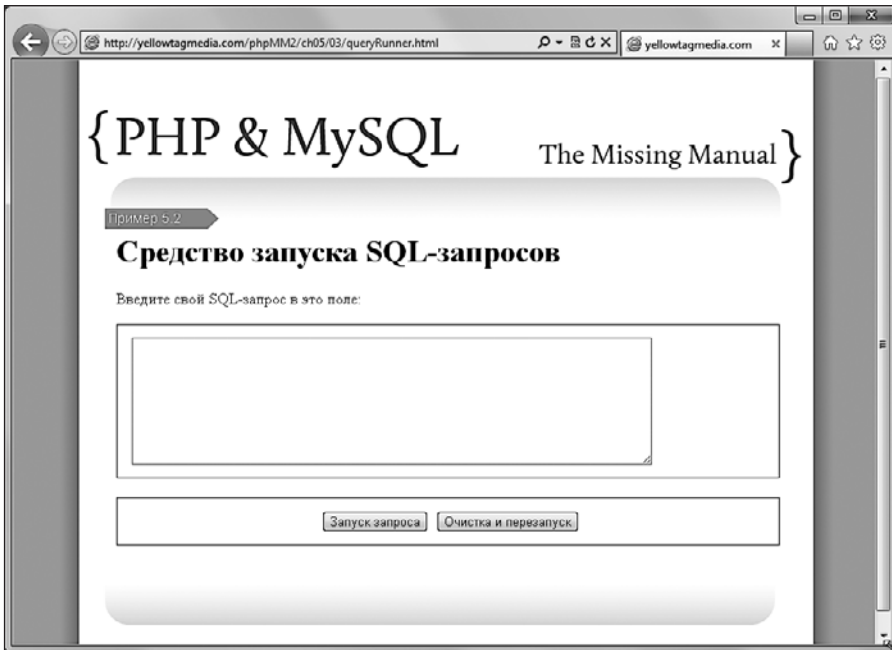 http://yellowtagmedia.com/phpMM2/ch05/03/queryRunner.html
yellowtagmedia.com
{PHP & MySQL
The Missing Manual}
Пример 5.2
Средство запуска SQL-запросов
Введите свой SQL-запрос в это поле:
Запуск запроса
Очистка и перезапуск